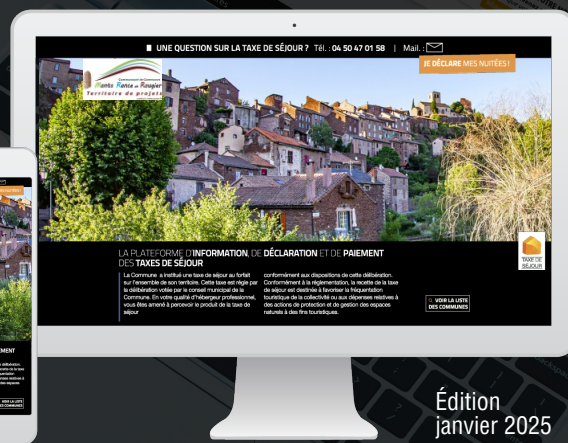 UNE QUESTION SUR LA TAXE DE SÉJOUR ? Tél. : 04 50 47 01 58 | Mail. :
JE DÉCLARE MES NUITÉES !
Communauté de Communes
Monts Rance et Rougier
Territoire de projets
LA PLATEFORME D'INFORMATION, DE DÉCLARATION ET DE PAIEMENT
DES TAXES DE SÉJOUR
La Commune a institué une taxe de séjour au forfait
sur l'ensemble de son territoire. Cette taxe est régie par
la délibération votée par le conseil municipal de la
Commune. En votre qualité d'hébergeur professionnel,
vous êtes amené à percevoir le produit de la taxe de
séjour
conformément aux dispositions de cette délibération.
Conformément à la réglementation, la recette de la taxe
de séjour est destinée à favoriser la fréquentation
touristique de la collectivité ou aux dépenses relatives à
des actions de protection et de gestion des espaces
naturels à des fins touristiques.
TAXE DE
SÉJOUR
VOIR LA LISTE
DES COMMUNES
Édition
janvier 2025